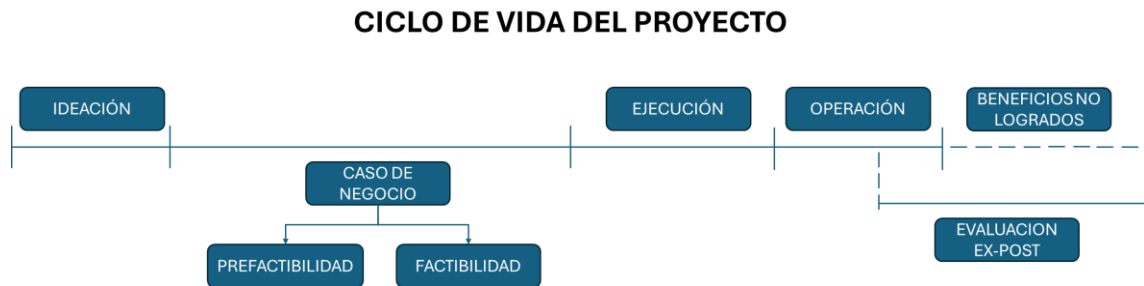 CICLO DE VIDA DEL PROYECTO
IDEACIÓN
EJECUCIÓN
OPERACIÓN
BENEFICIOS NO
LOGRADOS
CASO DE
NEGOCIO
PREFACTIBILIDAD
FACTIBILIDAD
EVALUACION
EX-POST